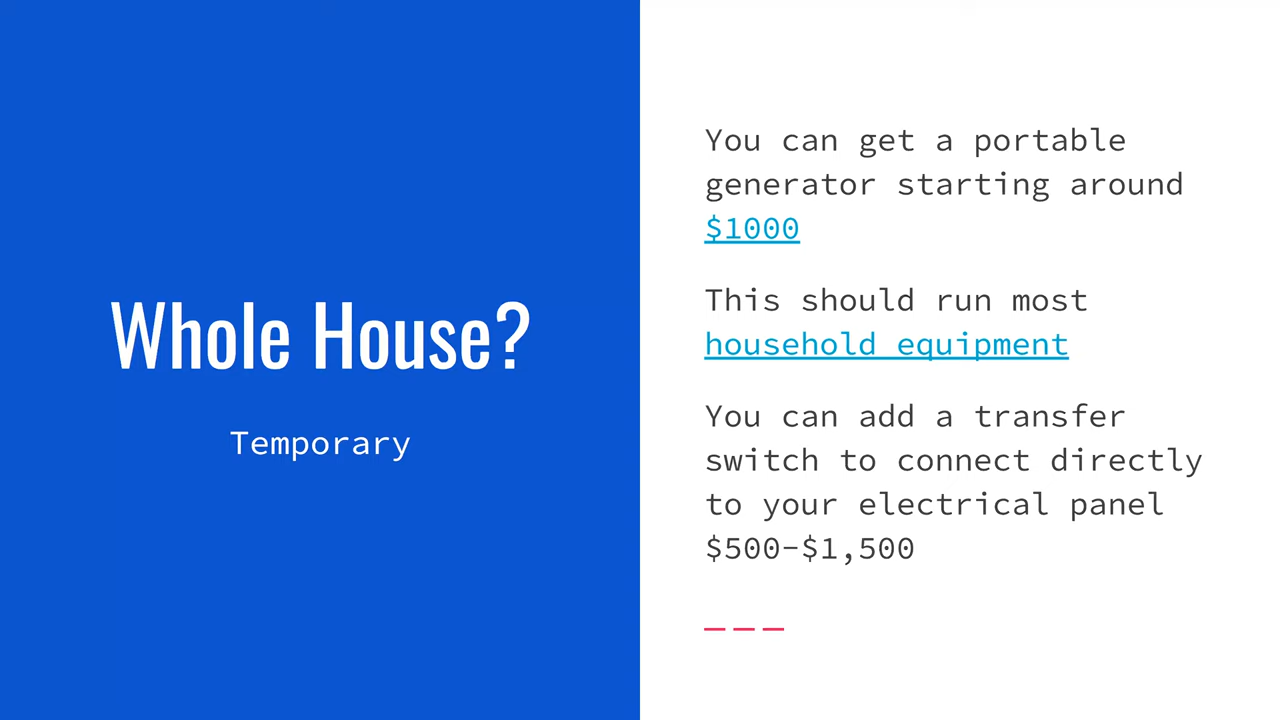 Whole House?
Temporary
You can get a portable
generator starting around
$1000
This should run most
household equipment
You can add a transfer
switch to connect directly
to your electrical panel
$500-$1,500